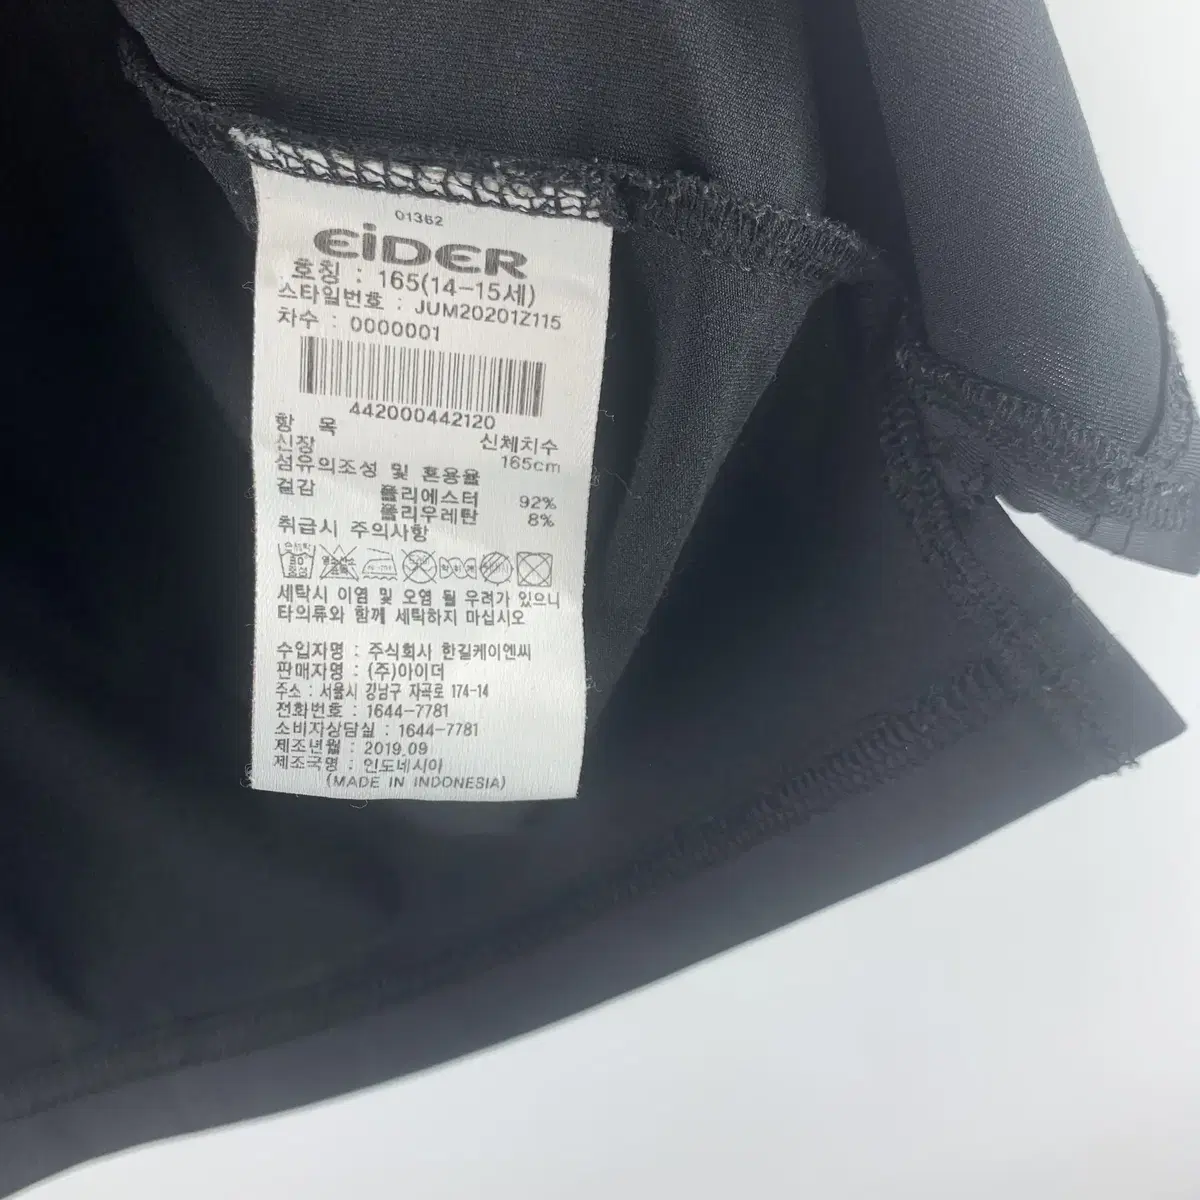 01362
EiDER
호칭 : 165(14-15세)
스타일번호 : JUM20201Z115
차수 : 0000001
442000442120
항 목 신체치수
신장 165cm
섬유의조성 및 혼용율
겉감 폴리에스터 92%
폴리우레탄 8%
취급시 주의사항
세탁시 이염 및 오염 될 우려가 있으니
타의류와 함께 세탁하지 마십시오
수입자명 : 주식회사 한길케이엔씨
판매자명 : (주)아이더
주소 : 서울시 강남구 자곡로 174-14
전화번호 : 1644-7781
소비자상담실 : 1644-7781
제조년월 : 2019.09
제조국명 : 인도네시아
(MADE IN INDONESIA)